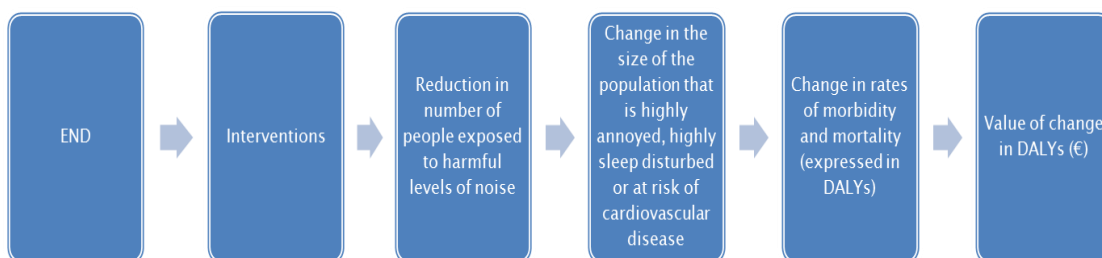 END
Interventions
Reduction in
number of
people exposed
to harmful
levels of noise
Change in the
size of the
population that
is highly
annoyed, highly
sleep disturbed
or at risk of
cardiovascular
disease
Change in rates
of morbidity
and mortality
(expressed in
DALYs)
Value of change
in DALYs (€)